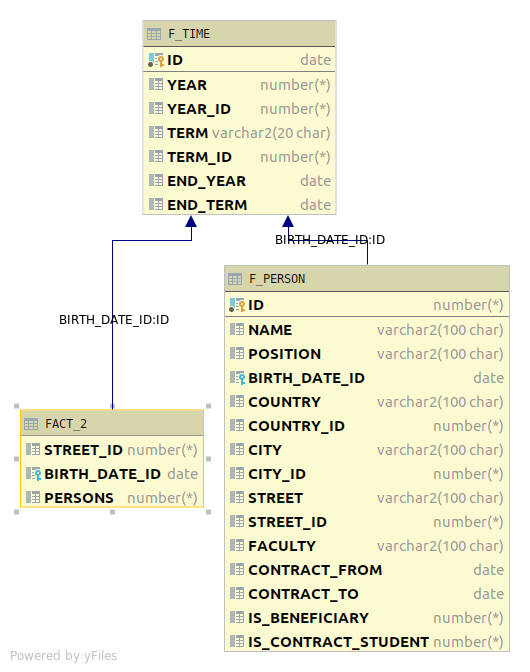 F_TIME
ID date
YEAR number(*)
YEAR_ID number(*)
TERM varchar2(20 char)
TERM_ID number(*)
END_YEAR date
END_TERM date
BIRTH_DATE_ID:ID
F_PERSON
ID number(*)
NAME varchar2(100 char)
POSITION varchar2(100 char)
BIRTH_DATE_ID date
COUNTRY varchar2(100 char)
COUNTRY_ID number(*)
CITY varchar2(100 char)
CITY_ID number(*)
STREET varchar2(100 char)
STREET_ID number(*)
FACULTY varchar2(100 char)
CONTRACT_FROM date
CONTRACT_TO date
IS_BENEFICIARY number(*)
IS_CONTRACT_STUDENT number(*)
BIRTH_DATE_ID:ID
FACT_2
STREET_ID number(*)
BIRTH_DATE_ID date
PERSONS number(*)
Powered by yFiles